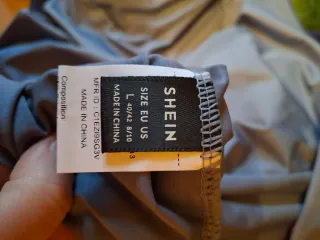 SHEIN
SIZE EU US
L 40/42 8/10
MADE IN CHINA
MADE IN CHINA
Composition